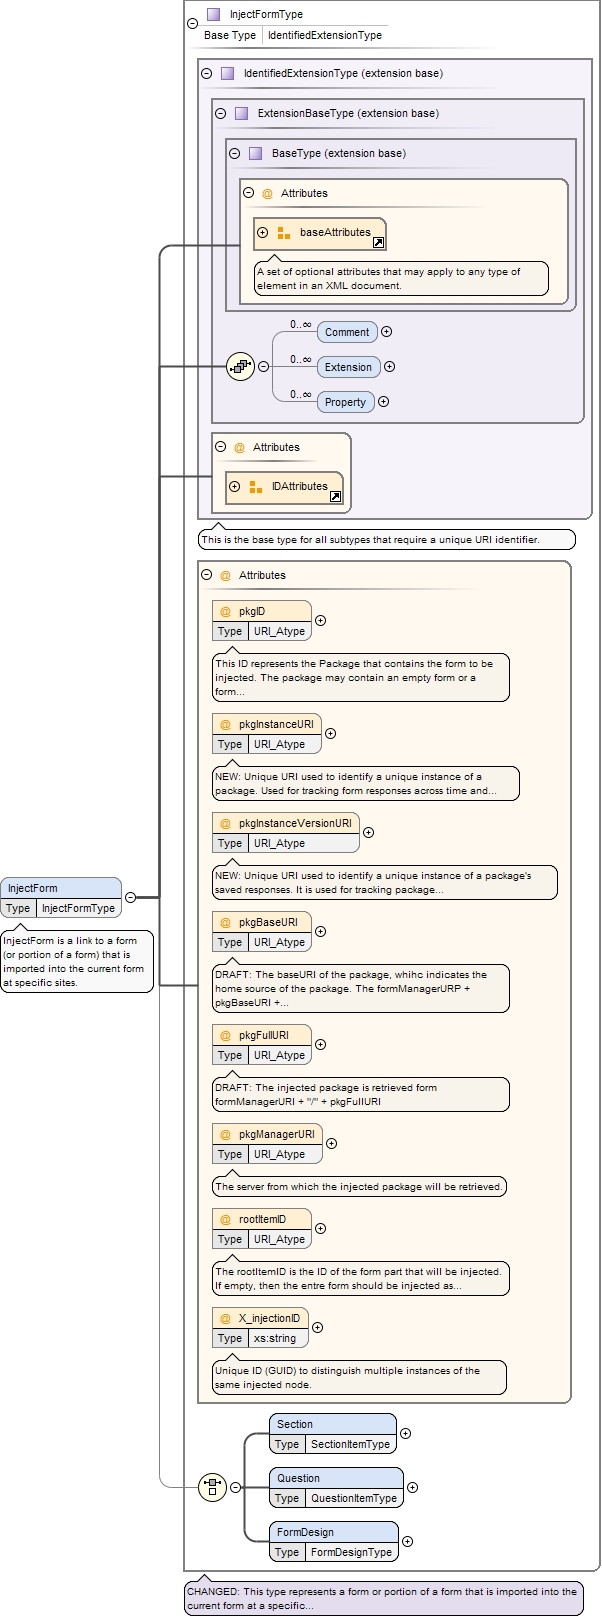 InjectFormType
Base Type IdentifiedExtensionType
IdentifiedExtensionType (extension base)
ExtensionBaseType (extension base)
BaseType (extension base)
@ Attributes
baseAttributes
A set of optional attributes that may apply to any type of
element in an XML document.
0..∞
Comment
0..∞
Extension
0..∞
Property
@ Attributes
IDAttributes
This is the base type for all subtypes that require a unique URI identifier.
@ Attributes
@ pkgID
Type URI_Atype
This ID represents the Package that contains the form to be
injected. The package may contain an empty form or a
form...
@ pkgInstanceURI
Type URI_Atype
NEW: Unique URI used to identify a unique instance of a
package. Used for tracking form responses across time and...
@ pkgInstanceVersionURI
Type URI_Atype
NEW: Unique URI used to identify a unique instance of a package's
saved responses. It is used for tracking package...
InjectForm
Type InjectFormType
InjectForm is a link to a form
(or portion of a form) that is
imported into the current form
at specific sites.
@ pkgBaseURI
Type URI_Atype
DRAFT: The baseURI of the package, whihc indicates the
home source of the package. The formManagerURP +
pkgBaseURI +...
@ pkgFullURI
Type URI_Atype
DRAFT: The injected package is retrieved form
formManagerURI + "/" + pkgFullURI
@ pkgManagerURI
Type URI_Atype
The server from which the injected package will be retrieved.
@ rootItemID
Type URI_Atype
The rootItemID is the ID of the form part that will be injected.
If empty, then the entre form should be injected as...
@ X_injectionID
Type xs:string
Unique ID (GUID) to distinguish multiple instances of the
same injected node.
Section
Type SectionItemType
Question
Type QuestionItemType
FormDesign
Type FormDesignType
CHANGED: This type represents a form or portion of a form that is imported into the
current form at a specific...